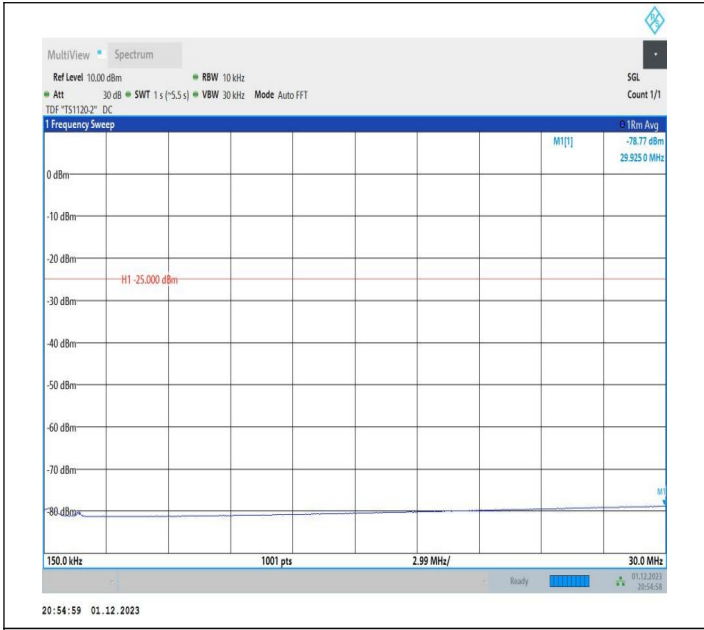 R&S
MultiView Spectrum
Ref Level 10.00 dBm RBW 10 kHz SGL
Att 30 dB SWT 1 s (~5.5 s) VBW 30 kHz Mode Auto FFT Count 1/1
TDF "TS1120-2" DC
1 Frequency Sweep 1Rm Avg
M1[1] -78.77 dBm
29.925 0 MHz
0 dBm
-10 dBm
-20 dBm
H1 -25.000 dBm
-30 dBm
-40 dBm
-50 dBm
-60 dBm
-70 dBm
M1
-80 dBm
150.0 kHz 1001 pts 2.99 MHz/ 30.0 MHz
Ready 01.12.2023
20:54:58
20:54:59 01.12.2023